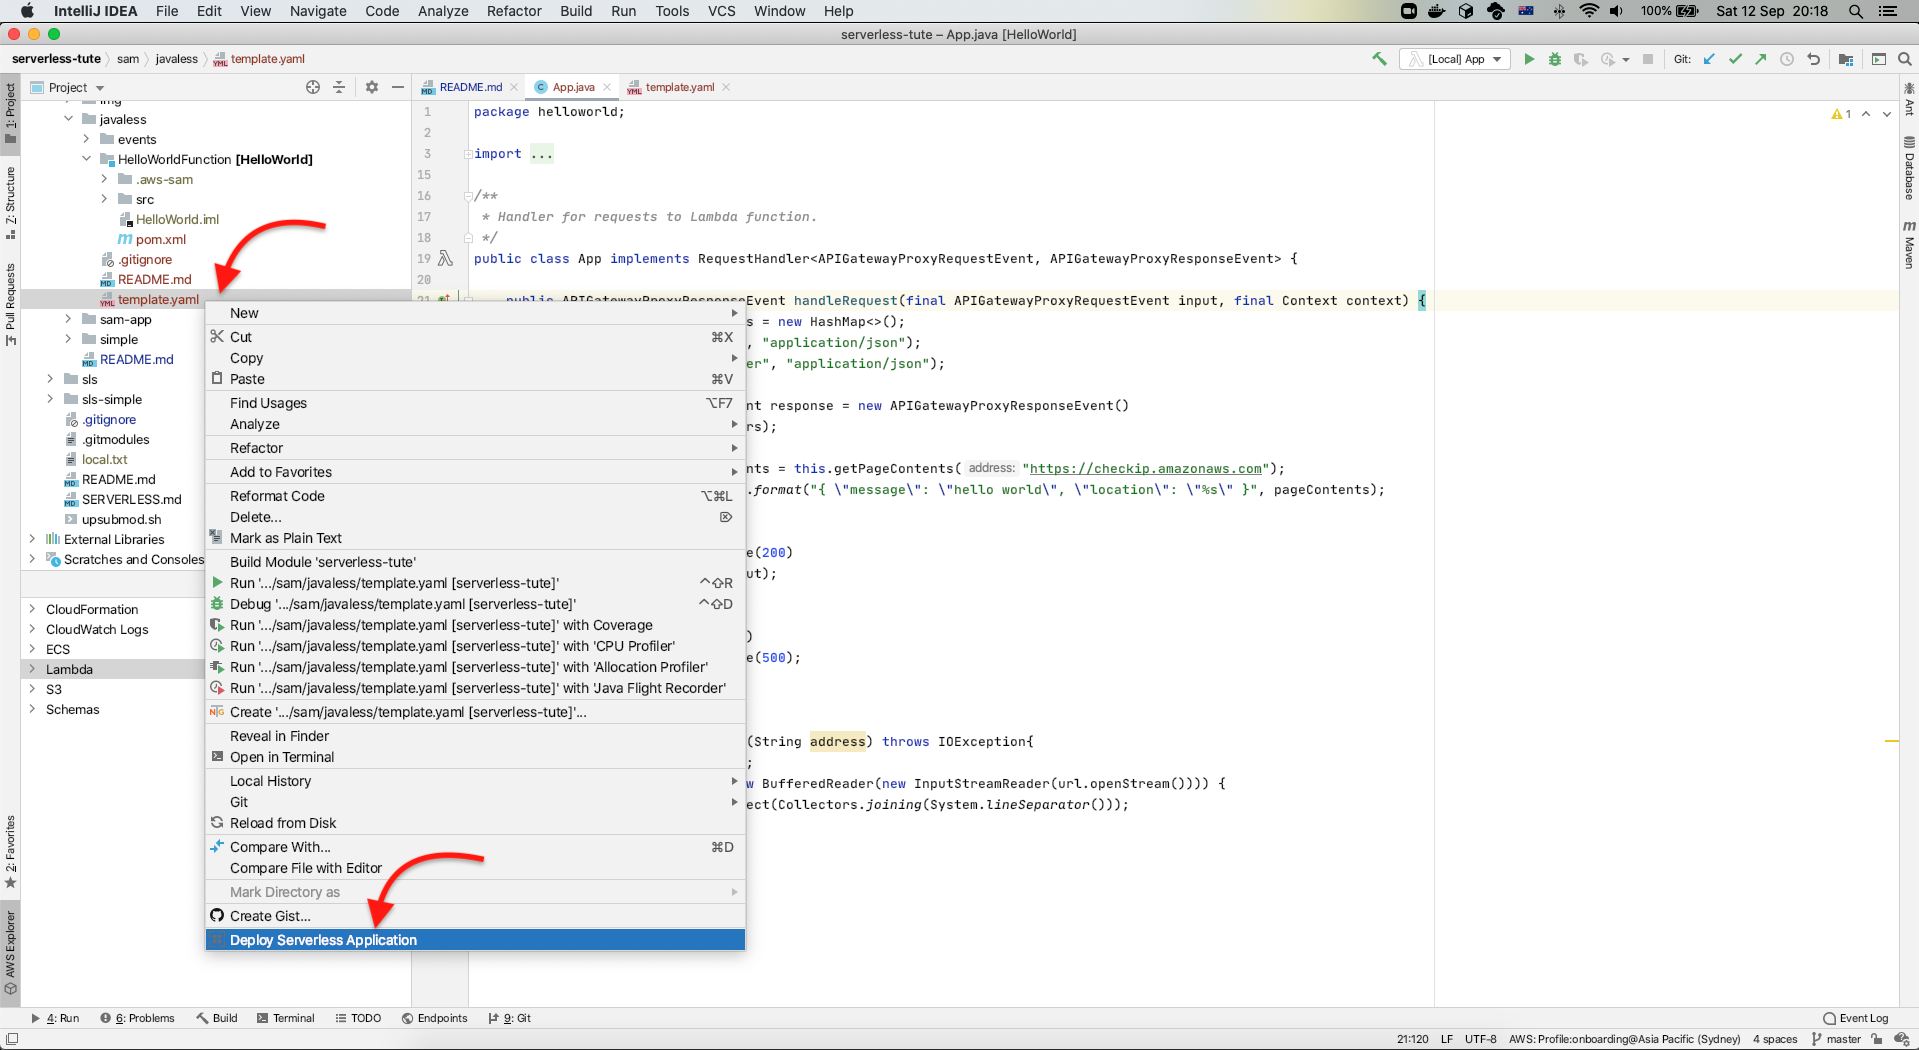 IntelliJ IDEA File Edit View Navigate Code Analyze Refactor Build Run Tools VCS Window Help 100% Sat 12 Sep 20:18
serverless-tute – App.java [HelloWorld]
serverless-tute sam javaless template.yaml [Local] App Git:
Project README.md App.java template.yaml
1: Project
7: Structure
Pull Requests
2: Favorites
AWS Explorer
javaless
events
HelloWorldFunction [HelloWorld]
.aws-sam
src
HelloWorld.iml
pom.xml
.gitignore
README.md
template.yaml
sam-app
simple
README.md
sls
sls-simple
.gitignore
.gitmodules
local.txt
README.md
SERVERLESS.md
upsubmod.sh
External Libraries
Scratches and Consoles
CloudFormation
CloudWatch Logs
ECS
Lambda
S3
Schemas
New
Cut ⌘X
Copy
Paste ⌘V
Find Usages ⌥F7
Analyze
Refactor
Add to Favorites
Reformat Code ⌥⌘L
Delete... ⌦
Mark as Plain Text
Build Module 'serverless-tute'
Run '.../sam/javaless/template.yaml [serverless-tute]' ^⇧R
Debug '.../sam/javaless/template.yaml [serverless-tute]' ^⇧D
Run '.../sam/javaless/template.yaml [serverless-tute]' with Coverage
Run '.../sam/javaless/template.yaml [serverless-tute]' with 'CPU Profiler'
Run '.../sam/javaless/template.yaml [serverless-tute]' with 'Allocation Profiler'
Run '.../sam/javaless/template.yaml [serverless-tute]' with 'Java Flight Recorder'
Create '.../sam/javaless/template.yaml [serverless-tute]'...
Reveal in Finder
Open in Terminal
Local History
Git
Reload from Disk
Compare With... ⌘D
Compare File with Editor
Mark Directory as
Create Gist...
Deploy Serverless Application
1 package helloworld;
2
3 import ...
15
16 /**
17 * Handler for requests to Lambda function.
18 */
19 public class App implements RequestHandler<APIGatewayProxyRequestEvent, APIGatewayProxyResponseEvent> {
20
21 public APIGatewayProxyResponseEvent handleRequest(final APIGatewayProxyRequestEvent input, final Context context) {
s = new HashMap<>();
, "application/json");
er", "application/json");
nt response = new APIGatewayProxyResponseEvent()
rs);
nts = this.getPageContents( address: "https://checkip.amazonaws.com");
.format("{ \"message\": \"hello world\", \"location\": \"%s\" }", pageContents);
e(200)
ut);
)
e(500);
(String address) throws IOException{
;
w BufferedReader(new InputStreamReader(url.openStream()))) {
ect(Collectors.joining(System.lineSeparator()));
1
Ant
Database
Maven
4: Run 6: Problems Build Terminal TODO Endpoints 9: Git Event Log
21:120 LF UTF-8 AWS: Profile:onboarding@Asia Pacific (Sydney) 4 spaces master